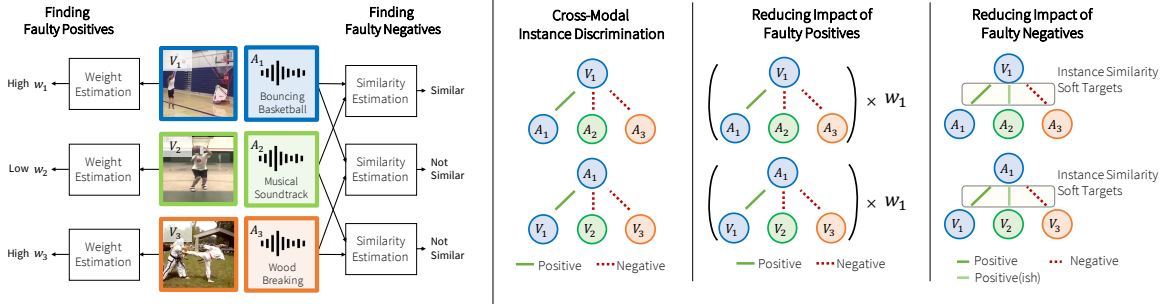 Finding
Faulty Positives
Finding
Faulty Negatives
High w₁
Weight
Estimation
V₁
A₁
Bouncing
Basketball
Similarity
Estimation
Similar
Low w₂
Weight
Estimation
V₂
A₂
Musical
Soundtrack
Similarity
Estimation
Not
Similar
High w₃
Weight
Estimation
V₃
A₃
Wood
Breaking
Similarity
Estimation
Not
Similar
Cross-Modal
Instance Discrimination
V₁
A₁ A₂ A₃
A₁
V₁ V₂ V₃
Positive Negative
Reducing Impact of
Faulty Positives
V₁
A₁ A₂ A₃
× w₁
A₁
V₁ V₂ V₃
× w₁
Positive Negative
Reducing Impact of
Faulty Negatives
V₁
Instance Similarity
Soft Targets
A₁ A₂ A₃
A₁
Instance Similarity
Soft Targets
V₁ V₂ V₃
Positive Negative
Positive(ish)